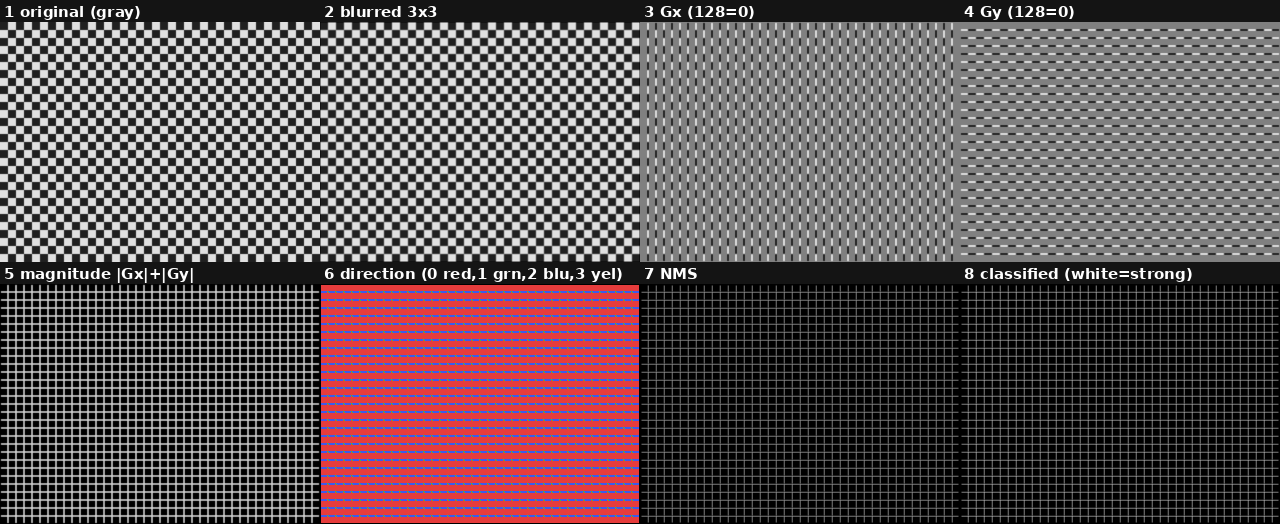 1 original (gray)
2 blurred 3x3
3 Gx (128=0)
4 Gy (128=0)
5 magnitude |Gx|+|Gy|
6 direction (0 red,1 grn,2 blu,3 yel)
7 NMS
8 classified (white=strong)